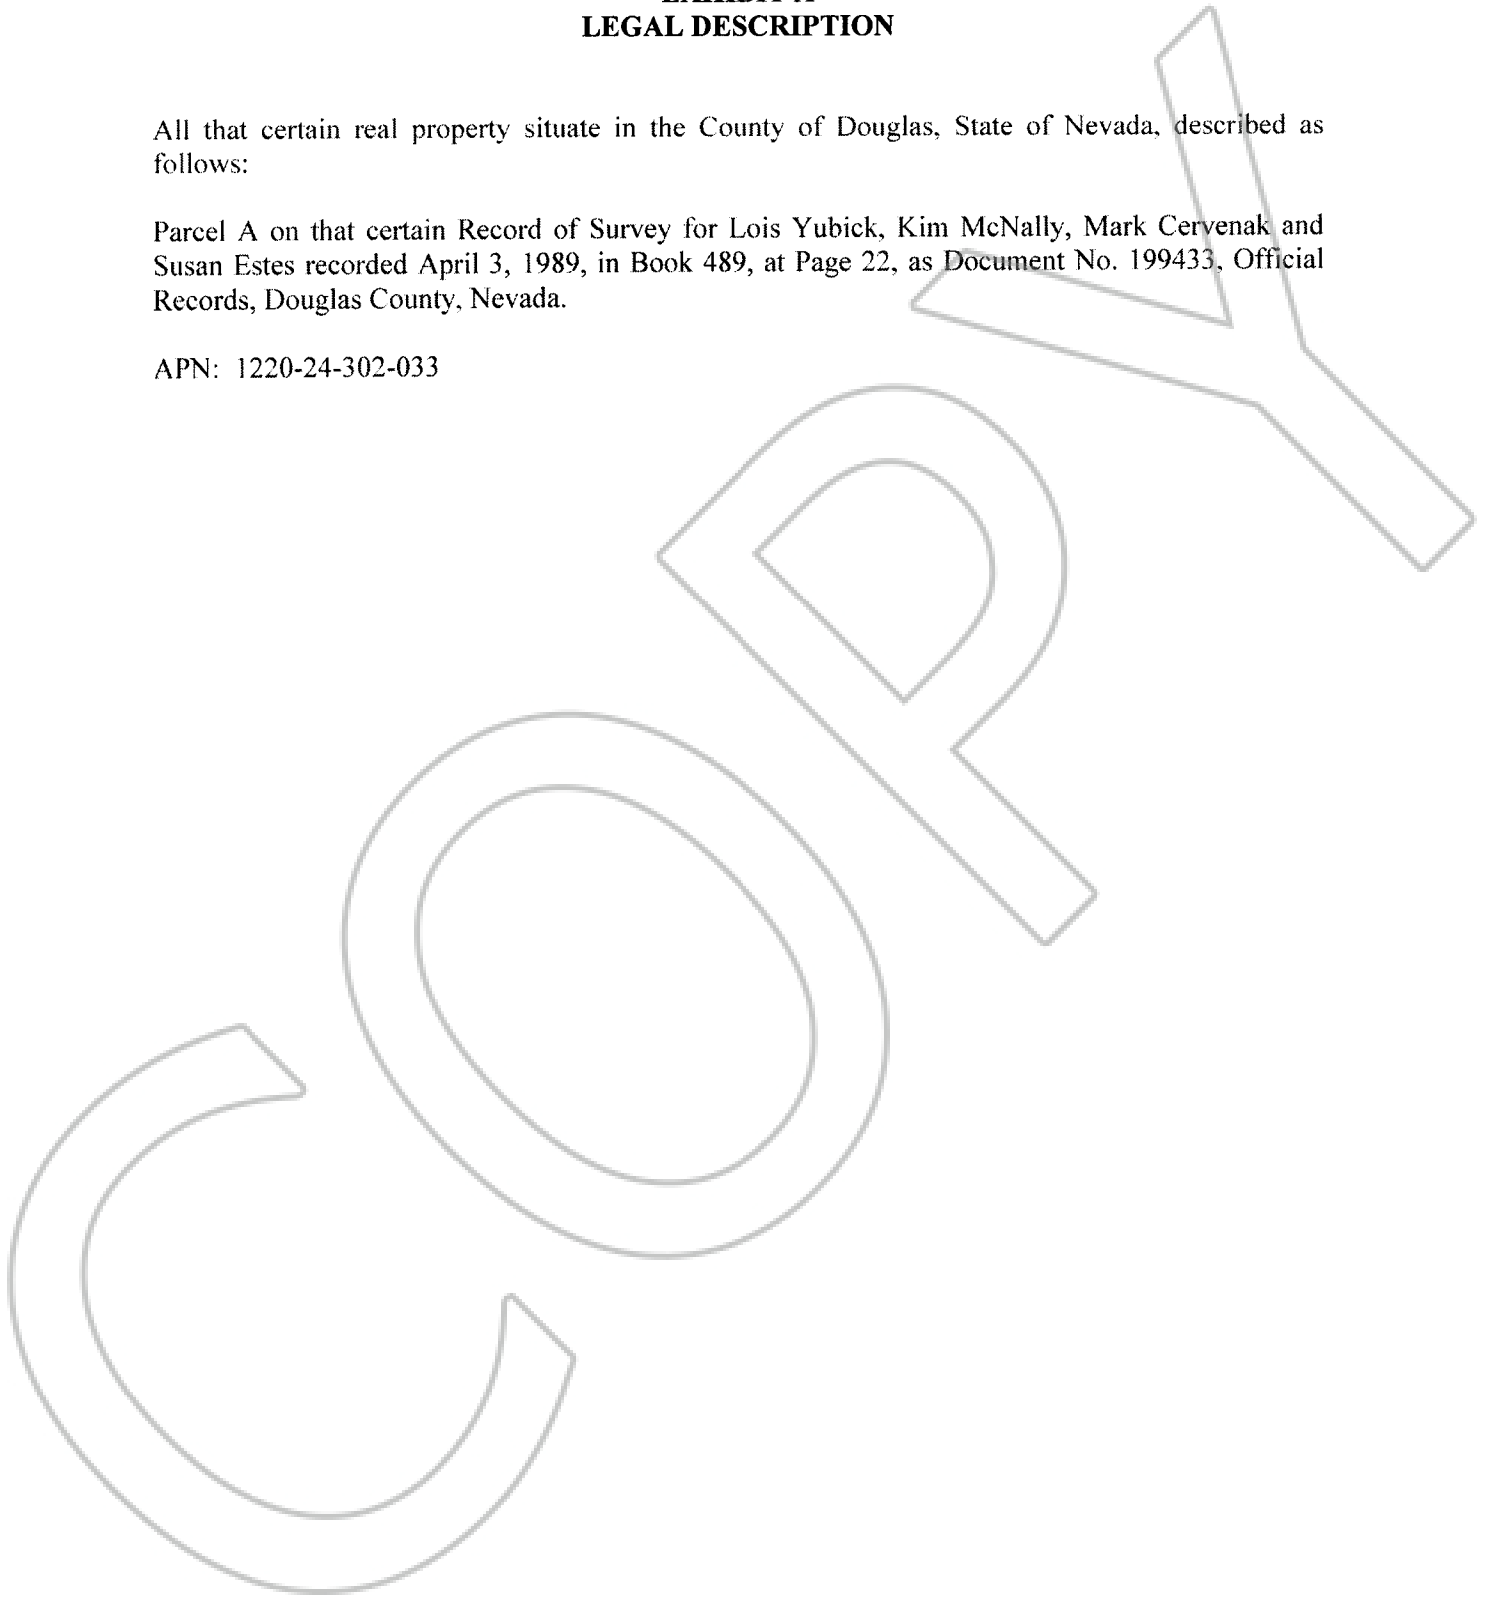 LEGAL DESCRIPTION
All that certain real property situate in the County of Douglas, State of Nevada, described as
follows:
Parcel A on that certain Record of Survey for Lois Yubick, Kim McNally, Mark Cervenak and
Susan Estes recorded April 3, 1989, in Book 489, at Page 22, as Document No. 199433, Official
Records, Douglas County, Nevada.
APN: 1220-24-302-033
COPY